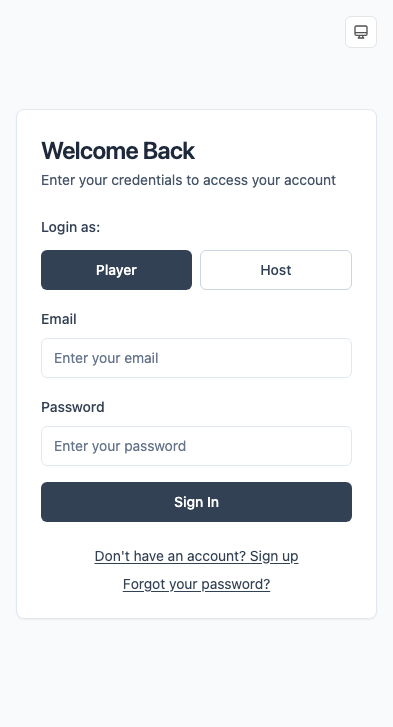 Welcome Back
Enter your credentials to access your account
Login as:
Player
Host
Email
Enter your email
Password
Enter your password
Sign In
Don't have an account? Sign up
Forgot your password?